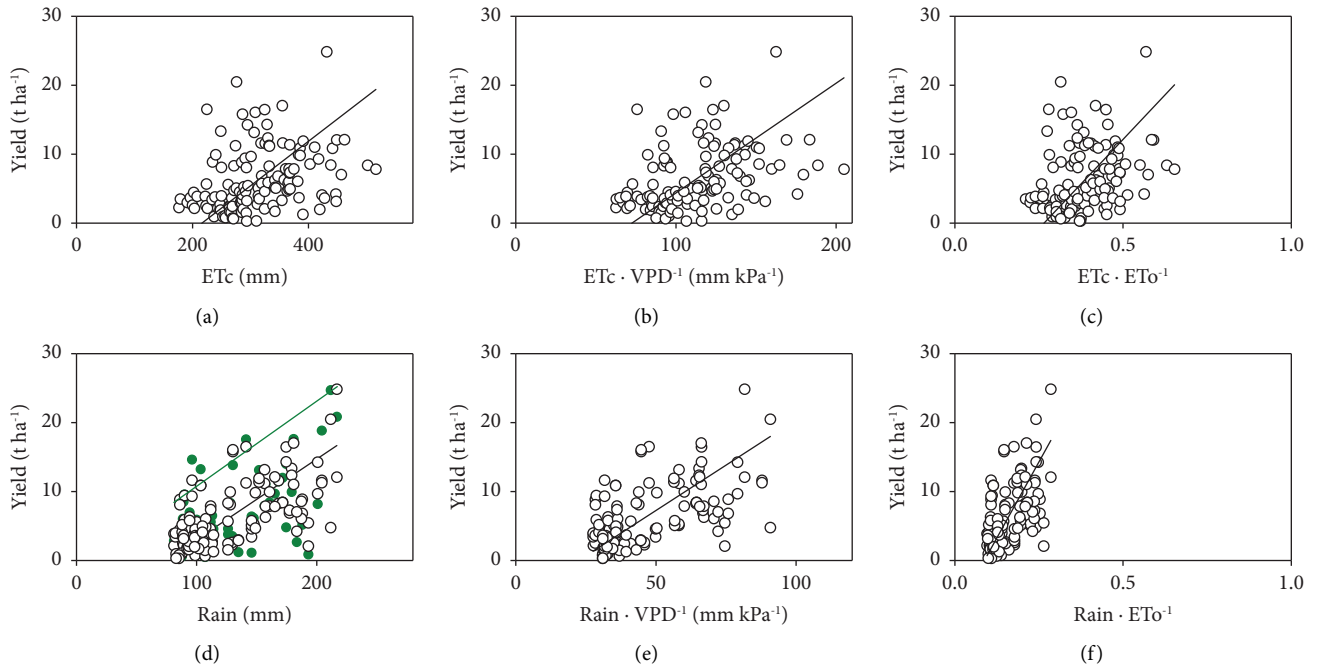 30
20
10
0
Yield (t ha⁻¹)
0
200
400
ETc (mm)
(a)
30
20
10
0
Yield (t ha⁻¹)
0
100
200
ETc · VPD⁻¹ (mm kPa⁻¹)
(b)
30
20
10
0
Yield (t ha⁻¹)
0.0
0.5
1.0
ETc · ETo⁻¹
(c)
30
20
10
0
Yield (t ha⁻¹)
100
200
Rain (mm)
(d)
30
20
10
0
Yield (t ha⁻¹)
0
50
100
Rain · VPD⁻¹ (mm kPa⁻¹)
(e)
30
20
10
0
Yield (t ha⁻¹)
0.0
0.5
1.0
Rain · ETo⁻¹
(f)